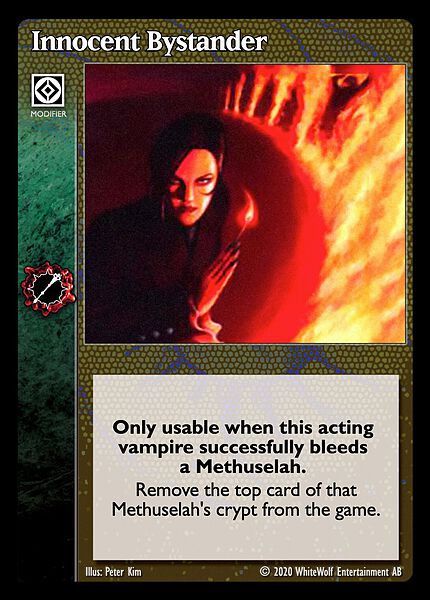 Innocent Bystander
MODIFIER
Only usable when this acting
vampire successfully bleeds
a Methuselah.
Remove the top card of that
Methuselah's crypt from the game.
Illus: Peter Kim
© 2020 WhiteWolf Entertainment AB